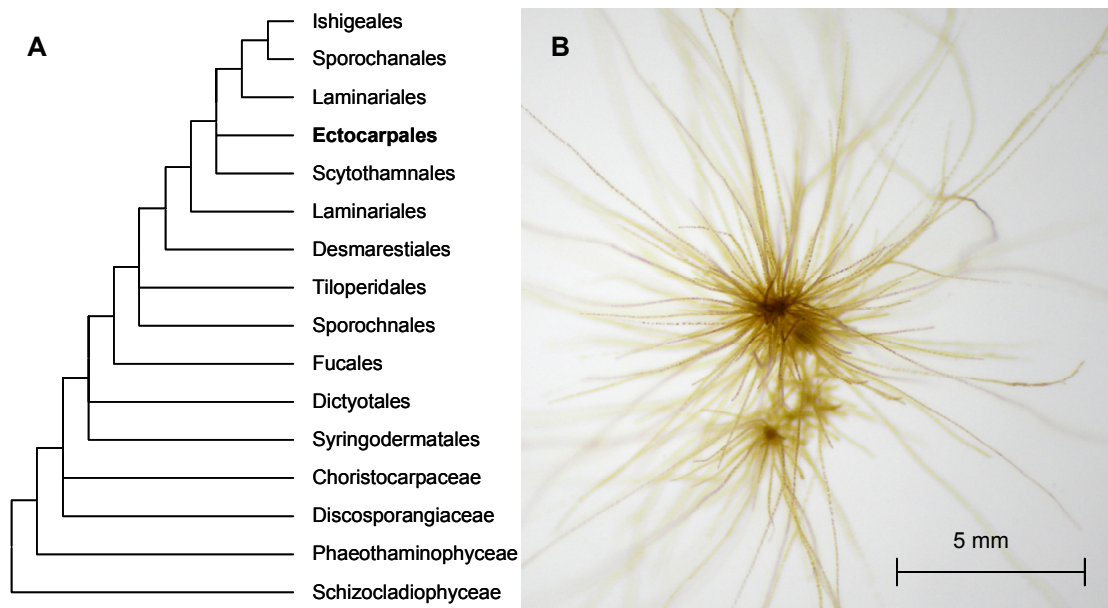 A
Ishigeales
Sporochanales
Laminariales
Ectocarpales
Scytothamnales
Laminariales
Desmarestiales
Tiloperidales
Sporochnales
Fucales
Dictyotales
Syringodermatales
Choristocarpaceae
Discosporangiaceae
Phaeothaminophyceae
Schizocladiophyceae
B
5 mm